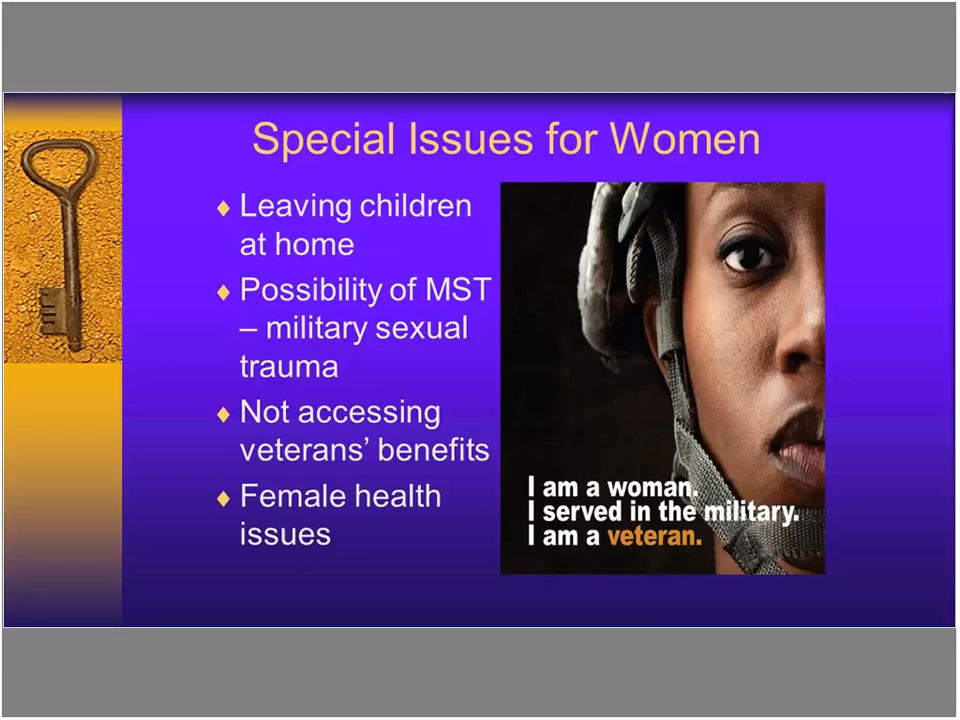 Special Issues for Women
Leaving children
at home
Possibility of MST
– military sexual
trauma
Not accessing
veterans’ benefits
Female health
issues
I am a woman.
I served in the military.
I am a veteran.